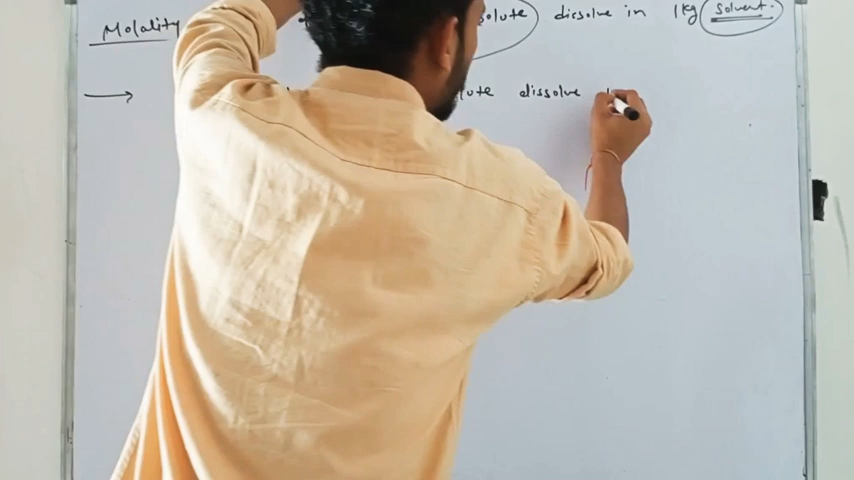 Molality solute dissolve in 1kg solvent.
→ lute dissolve